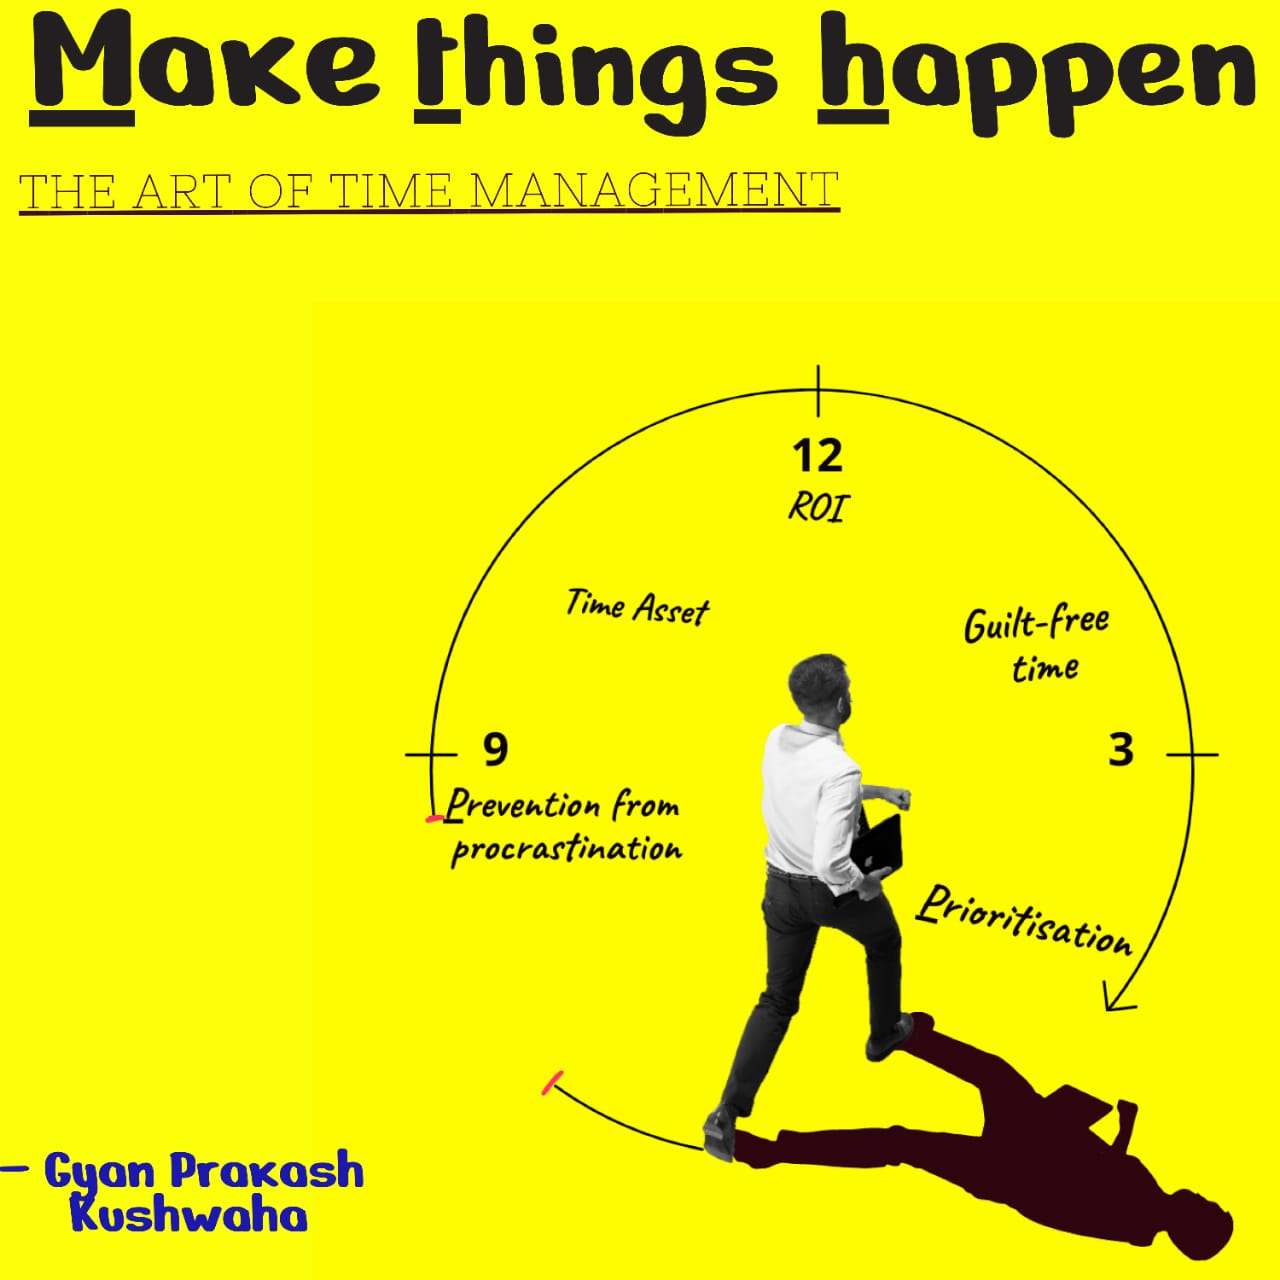 Make things happen
THE ART OF TIME MANAGEMENT
12
ROI
Time Asset
Guilt-free
time
9
3
Prevention from
procrastination
Prioritisation
- Gyan Prakash
Kushwaha